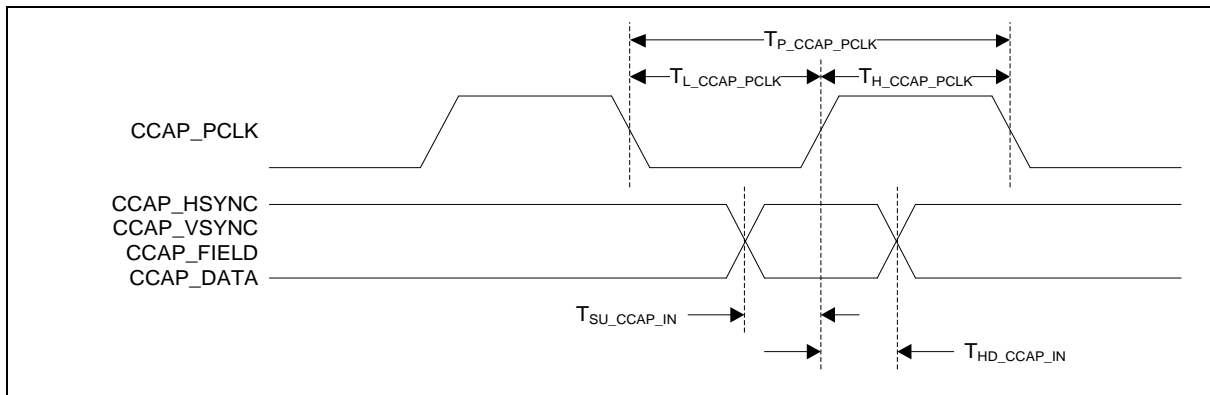 T_P_CCAP_PCLK
T_L_CCAP_PCLK T_H_CCAP_PCLK
CCAP_PCLK
CCAP_HSYNC
CCAP_VSYNC
CCAP_FIELD
CCAP_DATA
T_SU_CCAP_IN
T_HD_CCAP_IN